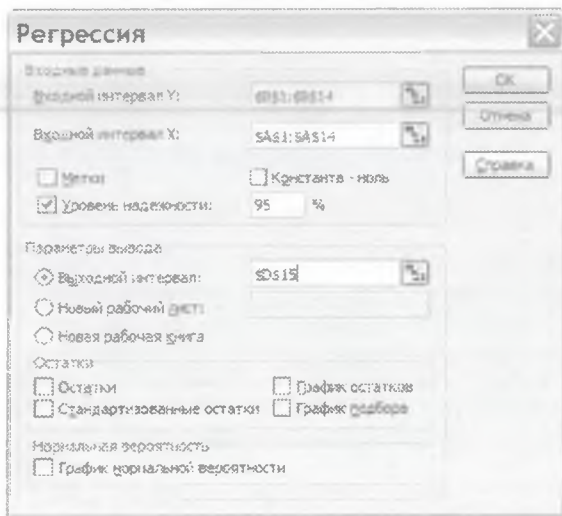 Регрессия
Входные данные
Входной интервал Y: $B$1:$B$14
Входной интервал X: $A$1:$A$14
Метки Константа - ноль
Уровень надежности: 95 %
OK
Отмена
Справка
Параметры вывода
Выходной интервал: $D$15
Новый рабочий лист:
Новая рабочая книга
Остатки
Остатки График остатков
Стандартизованные остатки График подбора
Нормальная вероятность
График нормальной вероятности